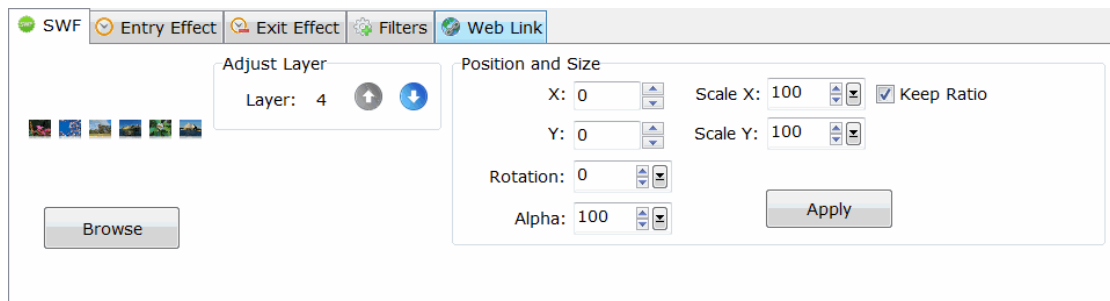 SWF Entry Effect Exit Effect Filters Web Link
Adjust Layer
Layer: 4
Position and Size
X: 0
Scale X: 100
Keep Ratio
Y: 0
Scale Y: 100
Rotation: 0
Alpha: 100
Apply
Browse